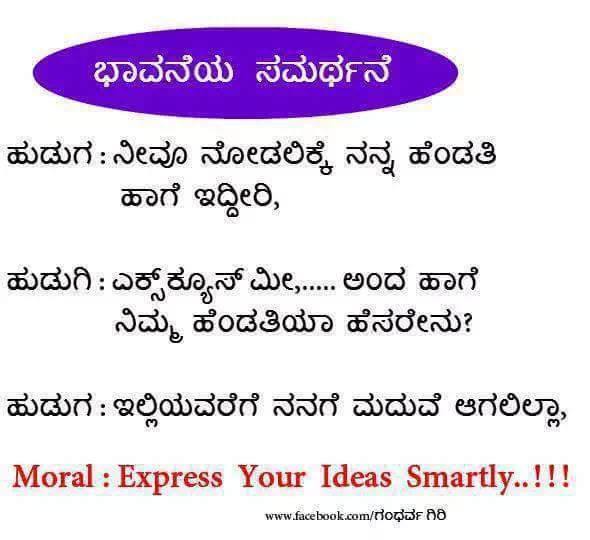 ಭಾವನೆಯ ಸಮರ್ಥನೆ
ಹುಡುಗ : ನೀವೂ ನೋಡಲಿಕ್ಕೆ ನನ್ನ ಹೆಂಡತಿ
ಹಾಗೆ ಇದ್ದೀರಿ,
ಹುಡುಗಿ : ಎಕ್ಸ್‌ಕ್ಯೂಸ್ ಮೀ,..... ಅಂದ ಹಾಗೆ
ನಿಮ್ಮ ಹೆಂಡತಿಯಾ ಹೆಸರೇನು?
ಹುಡುಗ : ಇಲ್ಲಿಯವರೆಗೆ ನನಗೆ ಮದುವೆ ಆಗಲಿಲ್ಲಾ,
Moral : Express Your Ideas Smartly..!!!
www.facebook.com/ಗಂಧರ್ವ ಗಿರಿ